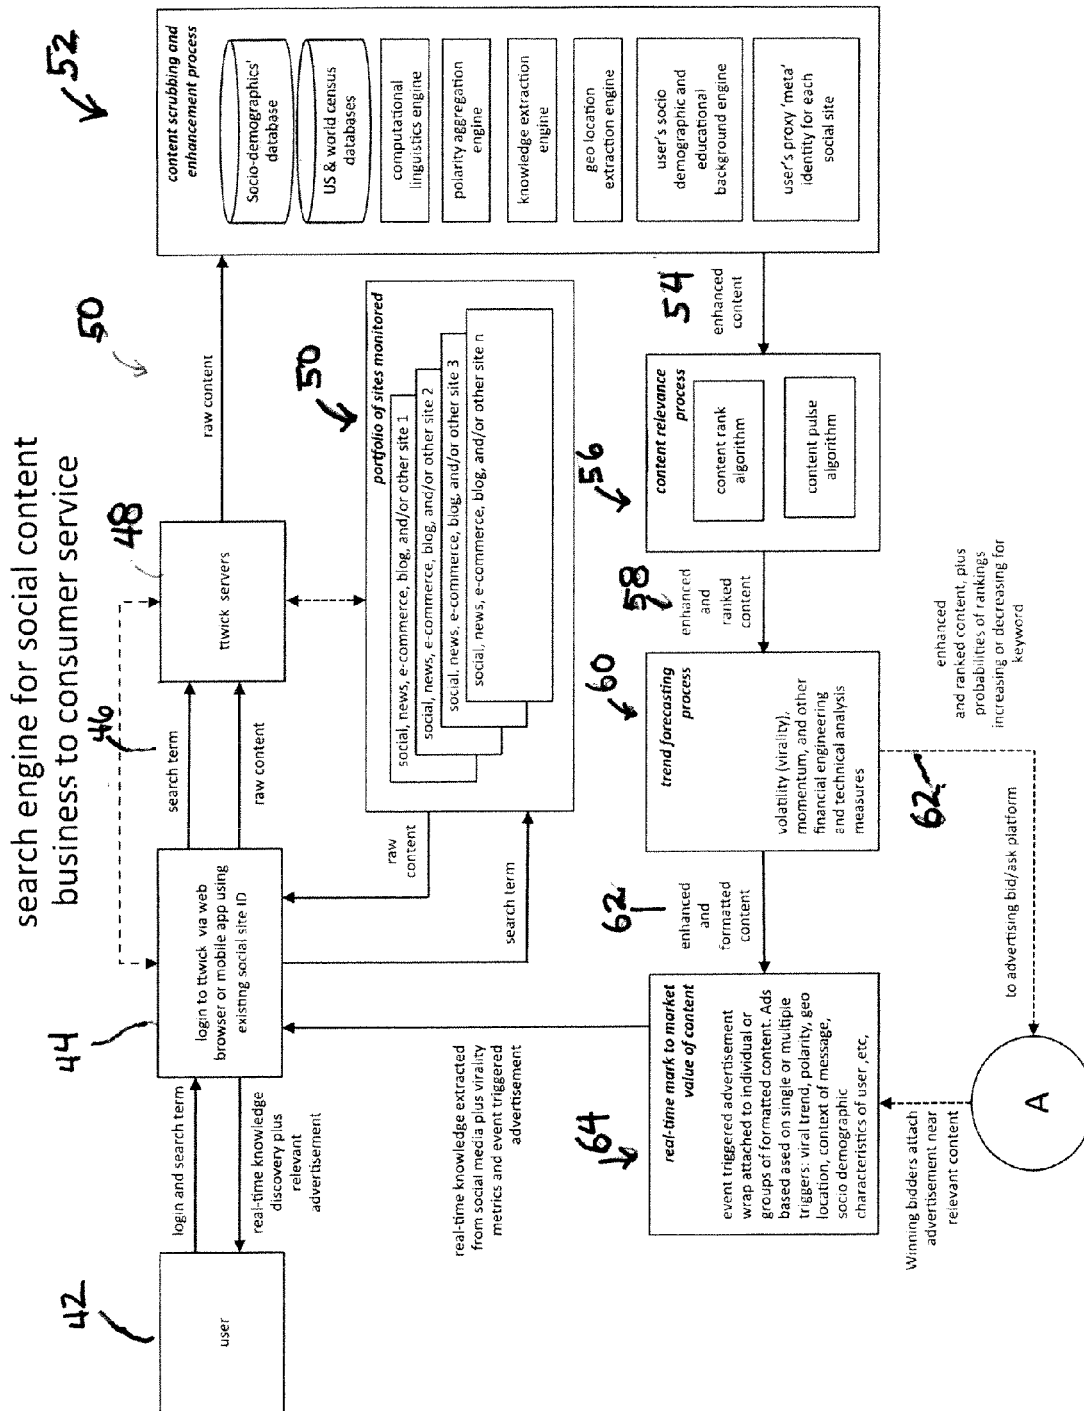 search engine for social content
business to consumer service
42
user
login and search term
real-time knowledge
discovery plus
relevant
advertisement
44
login to ttwick via web
browser or mobile app using
existing social site ID
46
search term
raw content
48
ttwick servers
raw content
50
52
content scrubbing and
enhancement process
Socio-demographics'
database
US & world census
databases
computational
linguistics engine
polarity aggregation
engine
knowledge extraction
engine
geo location
extraction engine
user's socio
demographic and
educational
background engine
user's proxy 'meta'
identity for each
social site
raw
content
search term
50
portfolio of sites monitored
social, news, e-commerce, blog, and/or other site 1
social, news, e-commerce, blog, and/or other site 2
social, news, e-commerce, blog, and/or other site 3
social, news, e-commerce, blog, and/or other site n
54
enhanced
content
56
content relevance
process
content rank
algorithm
content pulse
algorithm
58
enhanced
and
ranked
content
60
trend forecasting
process
volatility (virality),
momentum, and other
financial engineering
and technical analysis
measures
62
enhanced
and
formatted
content
62
enhanced
and ranked content, plus
probabilities of rankings
increasing or decreasing for
keyword
to advertising bid/ask platform
real-time knowledge extracted
from social media plus virality
metrics and event triggered
advertisement
64
real-time mark to market
value of content
event triggered advertisement
wrap attached to individual or
groups of formatted content. Ads
based ased on single or multiple
triggers: viral trend, polarity, geo
location, context of message,
socio demographic
characteristics of user ,etc,
Winning bidders attach
advertisement near
relevant content
A